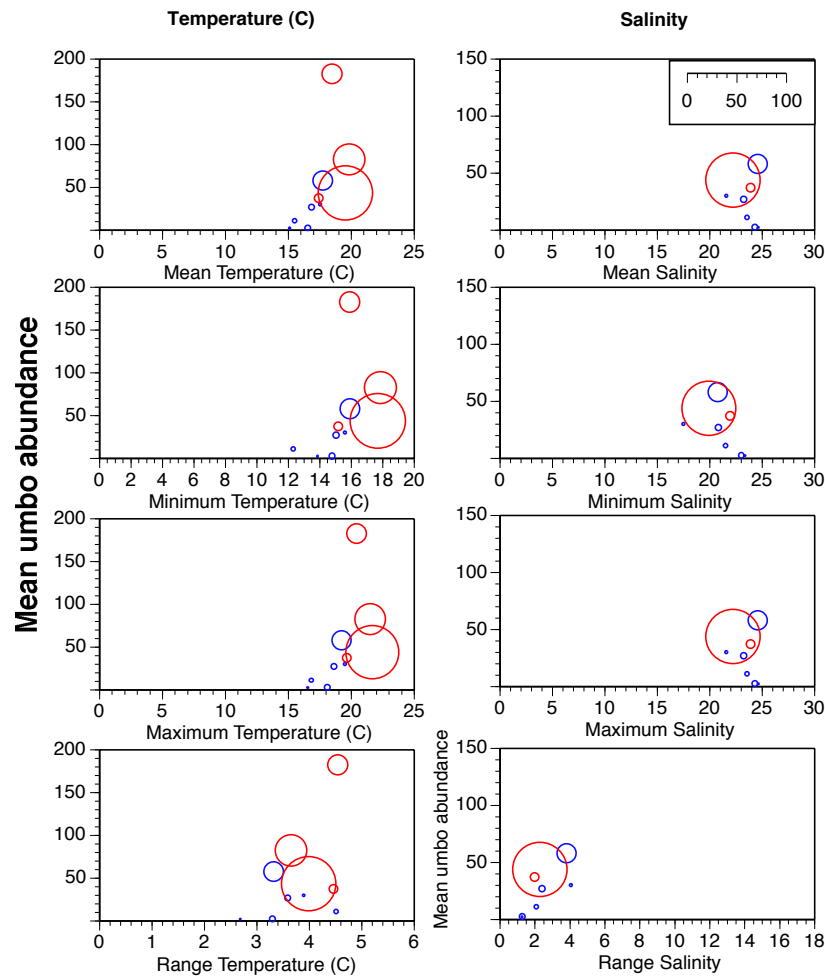 Temperature (C) Salinity
200 150
150 100
100 50
50
0 50 100
0 5 10 15 20 25 0 5 10 15 20 25 30
Mean Temperature (C) Mean Salinity
200 150
150 100
100 50
50
0 2 4 6 8 10 12 14 16 18 20 0 5 10 15 20 25 30
Minimum Temperature (C) Minimum Salinity
Mean umbo abundance
200 150
150 100
100 50
50
0 5 10 15 20 25 0 5 10 15 20 25 30
Maximum Temperature (C) Maximum Salinity
200 150
150 100
100 50
50 0
Mean umbo abundance
0 1 2 3 4 5 6 0 2 4 6 8 10 12 14 16 18
Range Temperature (C) Range Salinity